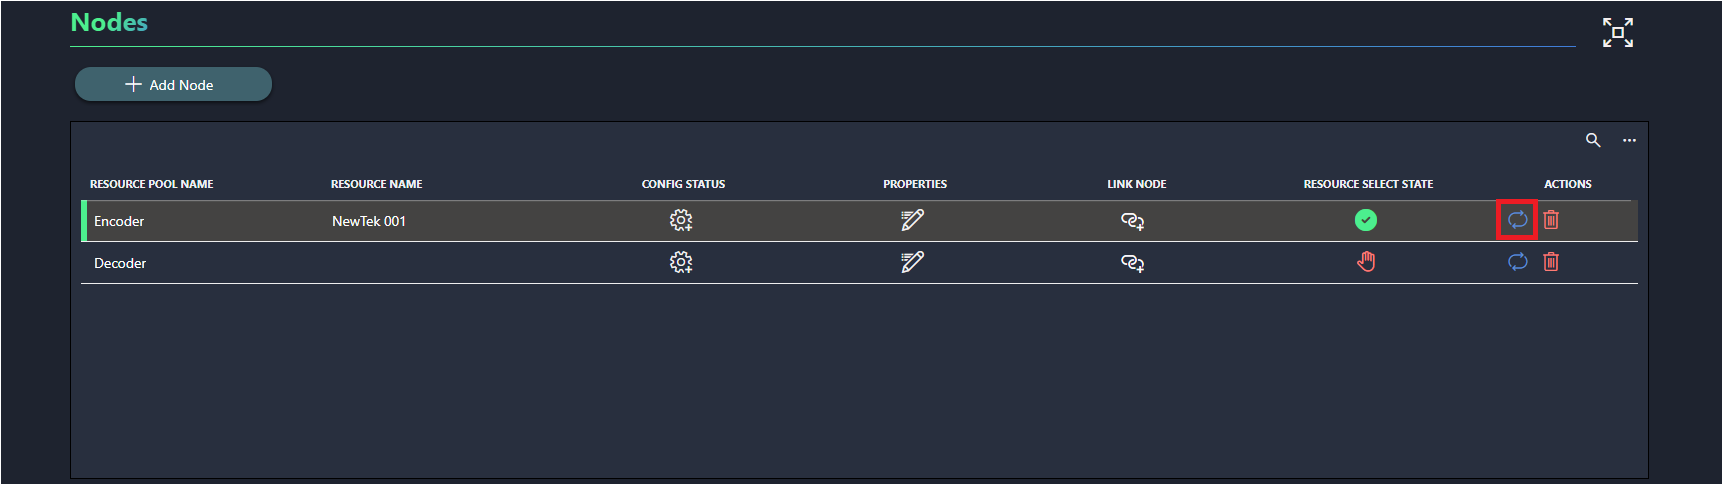 Nodes
Add Node
RESOURCE POOL NAME RESOURCE NAME CONFIG STATUS PROPERTIES LINK NODE RESOURCE SELECT STATE ACTIONS
Encoder NewTek 001
Decoder